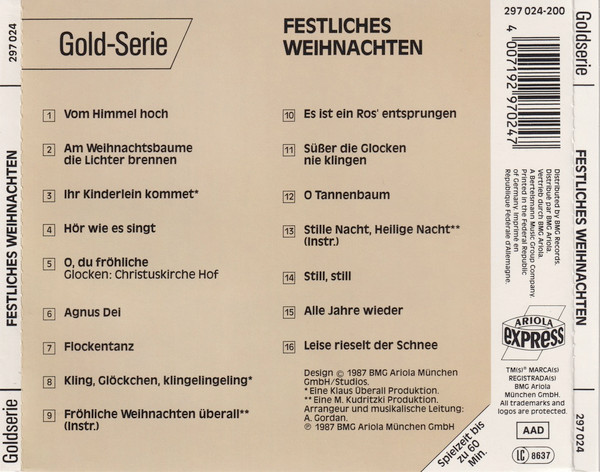 297 024
FESTLICHES WEIHNACHTEN
Goldserie
Gold-Serie
FESTLICHES
WEIHNACHTEN
1 Vom Himmel hoch
2 Am Weihnachtsbaume
die Lichter brennen
3 Ihr Kinderlein kommet*
4 Hör wie es singt
5 O, du fröhliche
Glocken: Christuskirche Hof
6 Agnus Dei
7 Flockentanz
8 Kling, Glöckchen, klingelingeling*
9 Fröhliche Weihnachten überall**
(Instr.)
10 Es ist ein Ros' entsprungen
11 Süßer die Glocken
nie klingen
12 O Tannenbaum
13 Stille Nacht, Heilige Nacht**
(Instr.)
14 Still, still
15 Alle Jahre wieder
16 Leise rieselt der Schnee
Design © 1987 BMG Ariola München
GmbH/Studios.
* Eine Klaus Überall Produktion.
** Eine M. Kudritzki Produktion.
Arrangeur und musikalische Leitung:
A. Gordan.
℗ 1987 BMG Ariola München GmbH
Spielzeit bis
zu 60
Min.
297 024-200
4 007192 970247
Distributed by BMG Records.
Distribué par BMG Ariola.
Vertrieb durch BMG Ariola.
A Bertelsmann Music Group Company.
Printed in the Federal Republic
of Germany. Imprimé en
République Fédérale d'Allemagne.
ARIOLA
EXPRESS
TM(S)® MARCA(S)
REGISTRADA(S)
BMG Ariola
München GmbH.
All trademarks and
logos are protected.
AAD
LC 8637
Goldserie
FESTLICHES WEIHNACHTEN
297 024